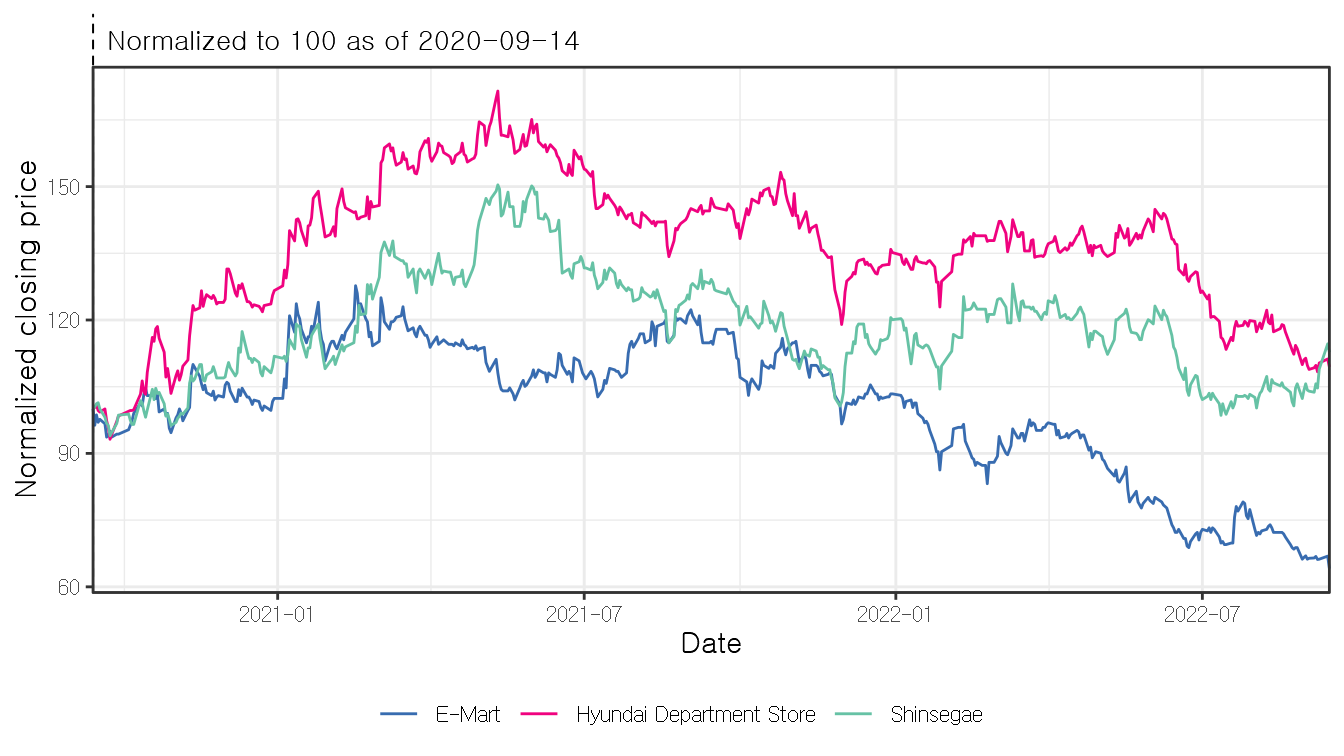 Normalized to 100 as of 2020-09-14
Normalized closing price
150
120
90
60
2021-01 2021-07 2022-01 2022-07
Date
E-Mart Hyundai Department Store Shinsegae